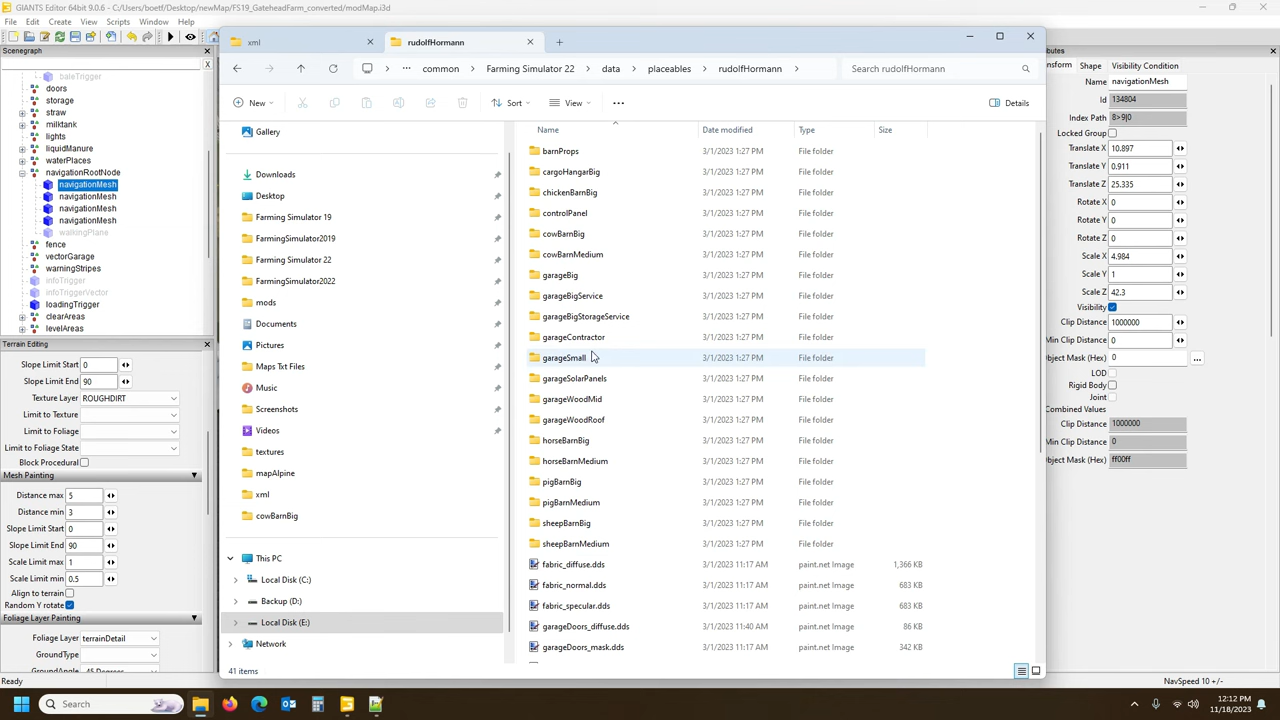 GIANTS Editor 64bit v9.0.6 - C:/Users/boetf/Desktop/newMap/FS19_GateheadFarm_converted/modMap.i3d
File Edit Create View Scripts Window Help
Scenegraph
X
baleTrigger
doors
storage
straw
milktank
lights
liquidManure
waterPlaces
navigationRootNode
navigationMesh
navigationMesh
navigationMesh
navigationMesh
walkingPlane
fence
vectorGarage
warningStripes
infoTrigger
infoTriggerVector
loadingTrigger
clearAreas
levelAreas
Terrain Editing
Slope Limit Start 0
Slope Limit End 90
Texture Layer ROUGHDIRT
Limit to Texture
Limit to Foliage
Limit to Foliage State
Block Procedural
Mesh Painting
Distance max 5
Distance min 3
Slope Limit Start 0
Slope Limit End 90
Scale Limit max 1
Scale Limit min 0.5
Align to terrain
Random Y rotate
Foliage Layer Painting
Foliage Layer terrainDetail
GroundType
Ready
xml
rudolfHormann
common > Farming Simulator 22 > data > placeables > rudolfHormann >
Search rudolfHormann
New Sort View Details
Gallery
Downloads
Desktop
Farming Simulator 19
FarmingSimulator2019
Farming Simulator 22
FarmingSimulator2022
mods
Documents
Pictures
Maps Txt Files
Music
Screenshots
Videos
textures
mapAlpine
xml
cowBarnBig
This PC
Local Disk (C:)
Backup (D:)
Local Disk (E:)
Network
41 items
Name Date modified Type Size
barnProps 3/1/2023 1:27 PM File folder
cargoHangarBig 3/1/2023 1:27 PM File folder
chickenBarnBig 3/1/2023 1:27 PM File folder
controlPanel 3/1/2023 1:27 PM File folder
cowBarnBig 3/1/2023 1:27 PM File folder
cowBarnMedium 3/1/2023 1:27 PM File folder
garageBig 3/1/2023 1:27 PM File folder
garageBigService 3/1/2023 1:27 PM File folder
garageBigStorageService 3/1/2023 1:27 PM File folder
garageContractor 3/1/2023 1:27 PM File folder
garageSmall 3/1/2023 1:27 PM File folder
garageSolarPanels 3/1/2023 1:27 PM File folder
garageWoodMid 3/1/2023 1:27 PM File folder
garageWoodRoof 3/1/2023 1:27 PM File folder
horseBarnBig 3/1/2023 1:27 PM File folder
horseBarnMedium 3/1/2023 1:27 PM File folder
pigBarnBig 3/1/2023 1:27 PM File folder
pigBarnMedium 3/1/2023 1:27 PM File folder
sheepBarnBig 3/1/2023 1:27 PM File folder
sheepBarnMedium 3/1/2023 1:27 PM File folder
fabric_diffuse.dds 3/1/2023 11:17 AM paint.net Image 1,366 KB
fabric_normal.dds 3/1/2023 11:17 AM paint.net Image 683 KB
fabric_specular.dds 3/1/2023 11:17 AM paint.net Image 683 KB
garageDoors_diffuse.dds 3/1/2023 11:40 AM paint.net Image 86 KB
garageDoors_mask.dds 3/1/2023 11:17 AM paint.net Image 342 KB
butes
nsform Shape Visibility Condition
Name navigationMesh
Id 134804
Index Path 8>9|0
Locked Group
Translate X 10.897
Translate Y 0.911
Translate Z 25.335
Rotate X 0
Rotate Y 0
Rotate Z 0
Scale X 4.984
Scale Y 1
Scale Z 42.3
Visibility
Clip Distance 1000000
Min Clip Distance 0
bject Mask (Hex) 0 ...
LOD
Rigid Body
Joint
Combined Values
Clip Distance 1000000
Min Clip Distance 0
bject Mask (Hex) ff00ff
NavSpeed 10 +/-
Search
12:12 PM
11/18/2023